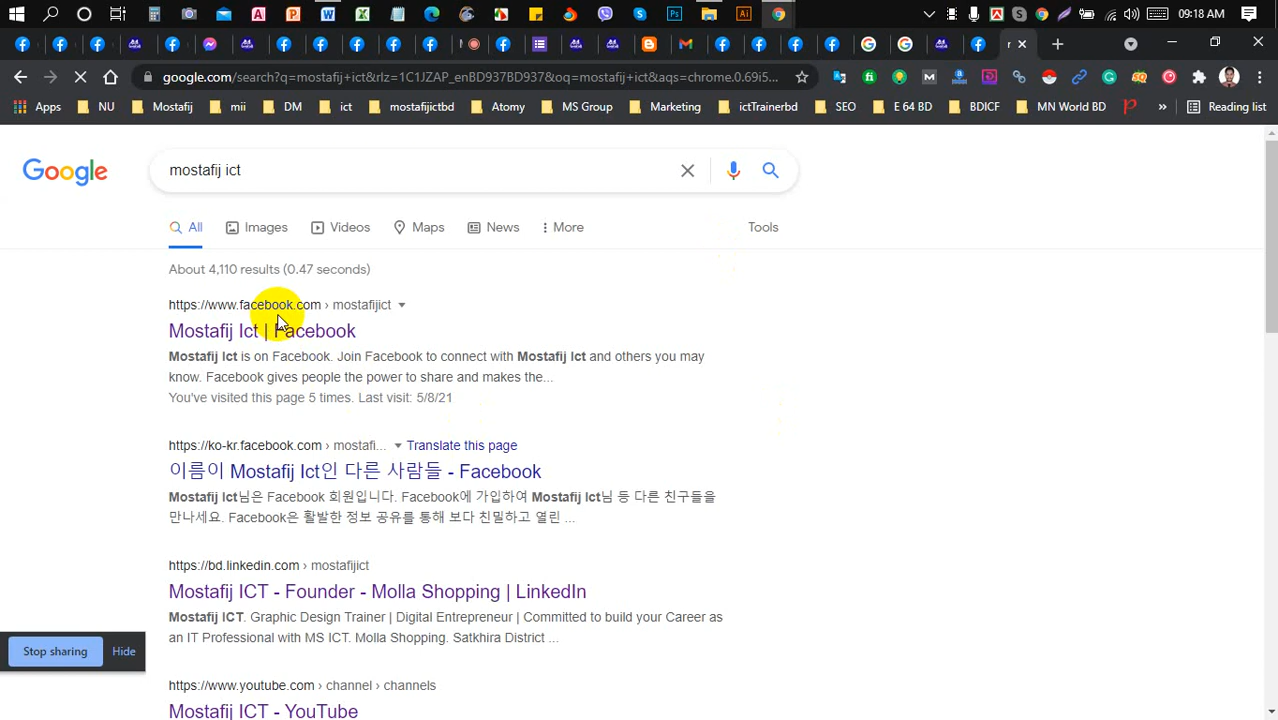 09:18 AM
google.com/search?q=mostafij+ict&rlz=1C1JZAP_enBD937BD937&oq=mostafij+ict&aqs=chrome.0.69i5...
Apps NU Mostafij mii DM ict mostafijictbd Atomy MS Group Marketing ictTrainerbd SEO E 64 BD BDICF MN World BD » Reading list
Google mostafij ict
All Images Videos Maps News More Tools
About 4,110 results (0.47 seconds)
https://www.facebook.com › mostafijict
Mostafij Ict | Facebook
Mostafij Ict is on Facebook. Join Facebook to connect with Mostafij Ict and others you may
know. Facebook gives people the power to share and makes the...
You've visited this page 5 times. Last visit: 5/8/21
https://ko-kr.facebook.com › mostafi... Translate this page
이름이 Mostafij Ict인 다른 사람들 - Facebook
Mostafij Ict님은 Facebook 회원입니다. Facebook에 가입하여 Mostafij Ict님 등 다른 친구들을
만나세요. Facebook은 활발한 정보 공유를 통해 보다 친밀하고 열린 ...
https://bd.linkedin.com › mostafijict
Mostafij ICT - Founder - Molla Shopping | LinkedIn
Mostafij ICT. Graphic Design Trainer | Digital Entrepreneur | Committed to build your Career as
an IT Professional with MS ICT. Molla Shopping. Satkhira District ...
Stop sharing Hide
https://www.youtube.com › channel › channels
Mostafij ICT - YouTube